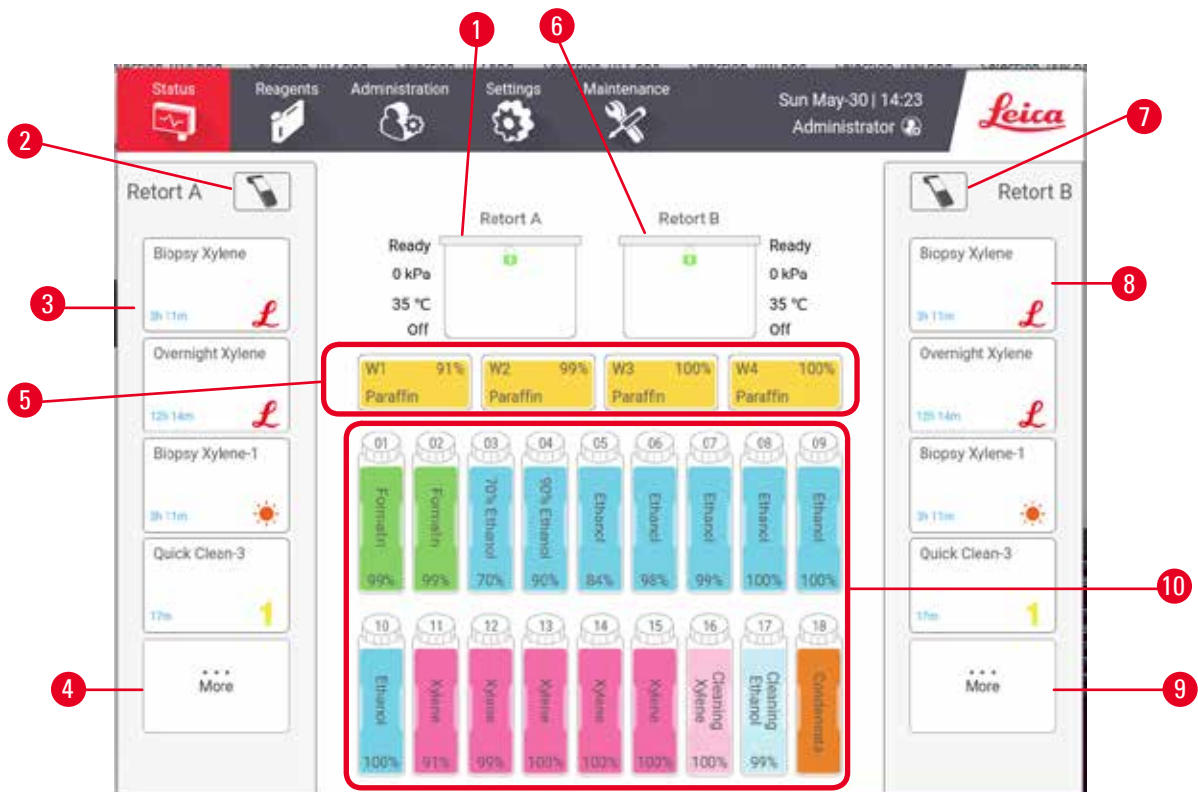 1
6
Status
Reagents
Administration
Settings
Maintenance
Sun May-30 | 14:23
Administrator
Leica
2
7
Retort A
Retort B
Retort A
Retort B
Ready
0 kPa
35 °C
Off
Ready
0 kPa
35 °C
Off
3
Biopsy Xylene
3h 11m
Overnight Xylene
12h 14m
Biopsy Xylene-1
3h 11m
Quick Clean-3
17m
1
4
... More
5
W1 91%
Paraffin
W2 99%
Paraffin
W3 100%
Paraffin
W4 100%
Paraffin
01 02 03 04 05 06 07 08 09
Formalin
Formalin
70% Ethanol
90% Ethanol
Ethanol
Ethanol
Ethanol
Ethanol
Ethanol
99% 99% 70% 90% 84% 98% 99% 100% 100%
10 11 12 13 14 15 16 17 18
Ethanol
Xylene
Xylene
Xylene
Xylene
Xylene
Cleaning
Xylene
Cleaning
Ethanol
Condensate
100% 91% 99% 100% 100% 100% 100% 99%
8
Biopsy Xylene
3h 11m
Overnight Xylene
12h 14m
Biopsy Xylene-1
3h 11m
Quick Clean-3
17m
1
10
... More
9